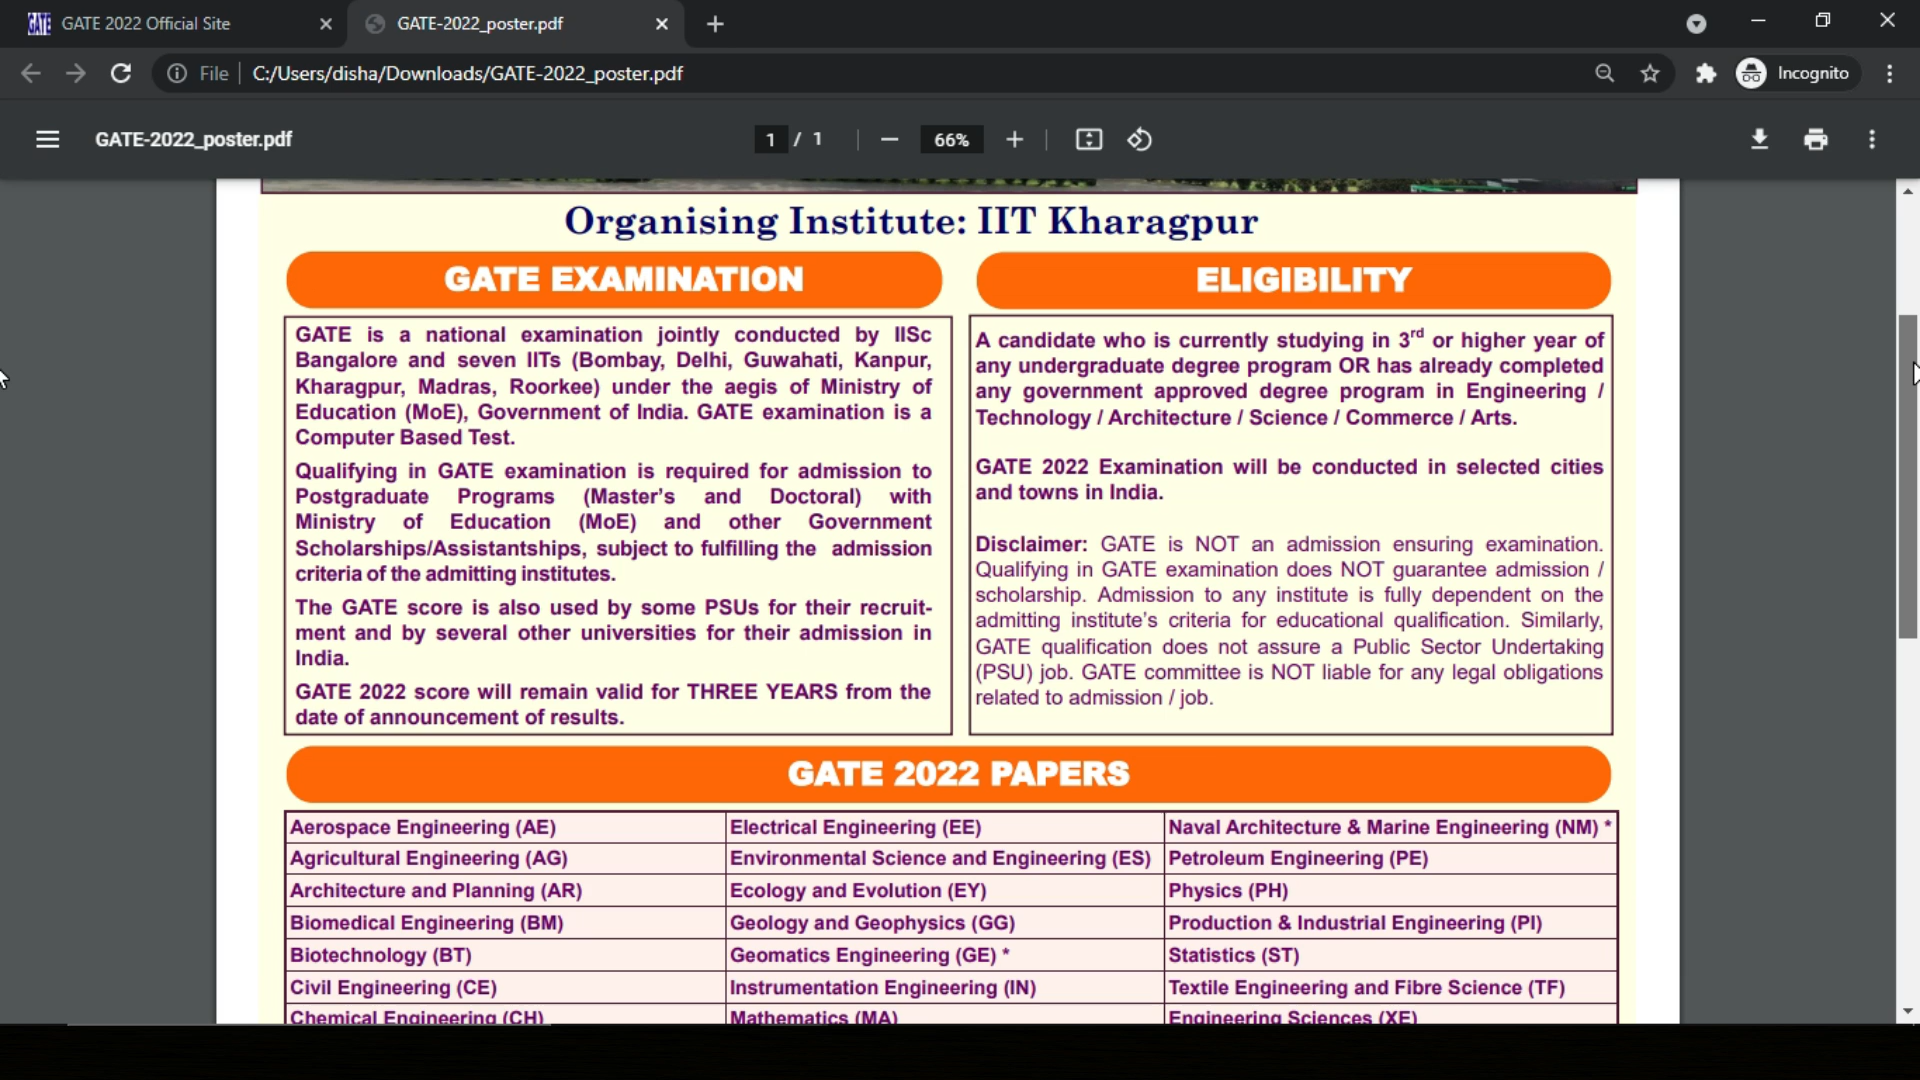 GATE GATE 2022 Official Site
GATE-2022_poster.pdf
File
C:/Users/disha/Downloads/GATE-2022_poster.pdf
Incognito
GATE-2022_poster.pdf
1 / 1
66%
Organising Institute: IIT Kharagpur
GATE EXAMINATION
GATE is a national examination jointly conducted by IISc
Bangalore and seven IITs (Bombay, Delhi, Guwahati, Kanpur,
Kharagpur, Madras, Roorkee) under the aegis of Ministry of
Education (MoE), Government of India. GATE examination is a
Computer Based Test.
Qualifying in GATE examination is required for admission to
Postgraduate Programs (Master's and Doctoral) with
Ministry of Education (MoE) and other Government
Scholarships/Assistantships, subject to fulfilling the admission
criteria of the admitting institutes.
The GATE score is also used by some PSUs for their recruit-
ment and by several other universities for their admission in
India.
GATE 2022 score will remain valid for THREE YEARS from the
date of announcement of results.
ELIGIBILITY
A candidate who is currently studying in 3rd or higher year of
any undergraduate degree program OR has already completed
any government approved degree program in Engineering /
Technology / Architecture / Science / Commerce / Arts.
GATE 2022 Examination will be conducted in selected cities
and towns in India.
Disclaimer: GATE is NOT an admission ensuring examination.
Qualifying in GATE examination does NOT guarantee admission /
scholarship. Admission to any institute is fully dependent on the
admitting institute's criteria for educational qualification. Similarly,
GATE qualification does not assure a Public Sector Undertaking
(PSU) job. GATE committee is NOT liable for any legal obligations
related to admission / job.
GATE 2022 PAPERS
Aerospace Engineering (AE) Electrical Engineering (EE) Naval Architecture & Marine Engineering (NM) *
Agricultural Engineering (AG) Environmental Science and Engineering (ES) Petroleum Engineering (PE)
Architecture and Planning (AR) Ecology and Evolution (EY) Physics (PH)
Biomedical Engineering (BM) Geology and Geophysics (GG) Production & Industrial Engineering (PI)
Biotechnology (BT) Geomatics Engineering (GE) * Statistics (ST)
Civil Engineering (CE) Instrumentation Engineering (IN) Textile Engineering and Fibre Science (TF)
Chemical Engineering (CH) Mathematics (MA) Engineering Sciences (XE)